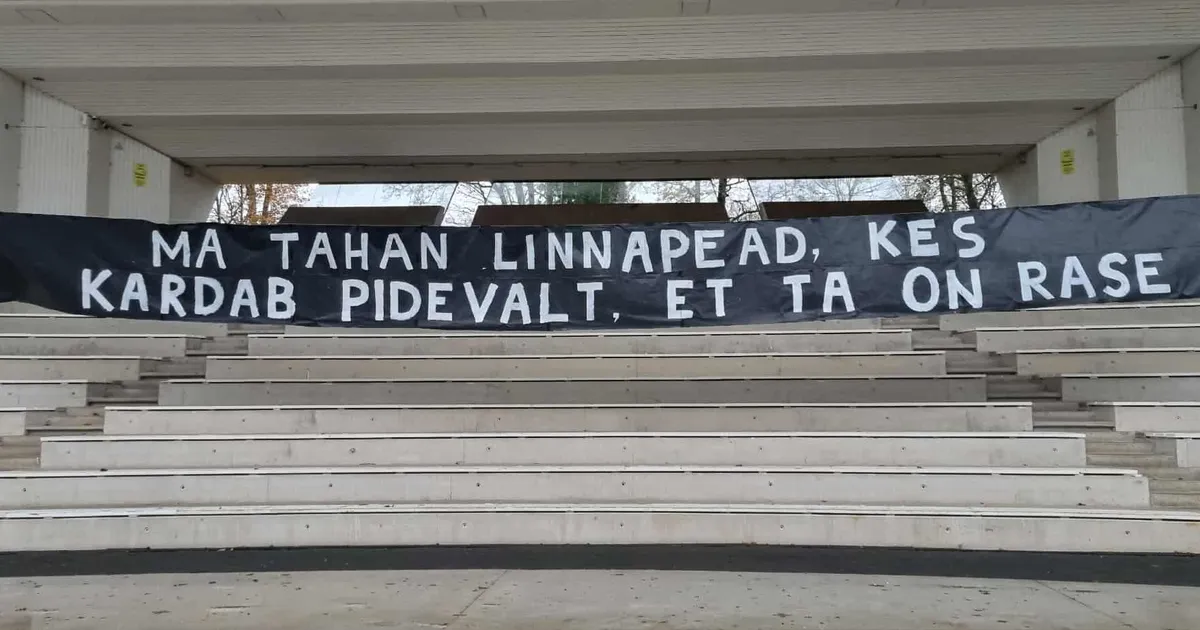 MA TAHAN LINNAPEAD, KES
KARDAB PIDEVALT, ET TA ON RASE